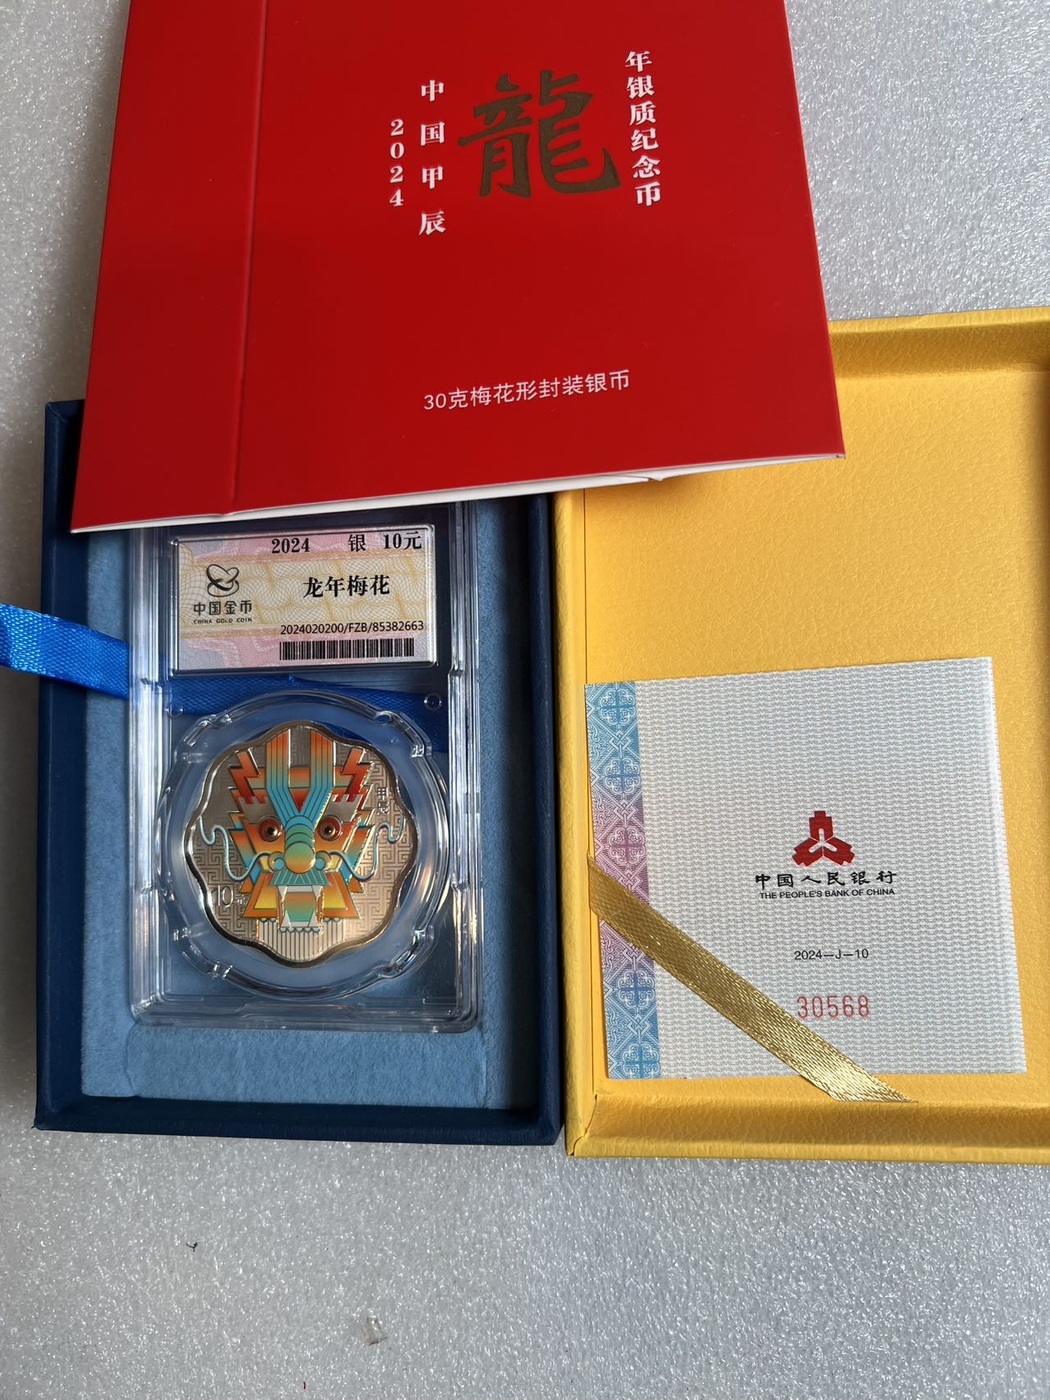 年银质纪念币
龍
中国甲辰
2024
30克梅花形封装银币
2024 银 10元
龙年梅花
中国金币
CHINA GOLD COIN
2024020200/FZB/85382663
10元
甲辰
中国人民银行
THE PEOPLE'S BANK OF CHINA
2024—J—10
30568